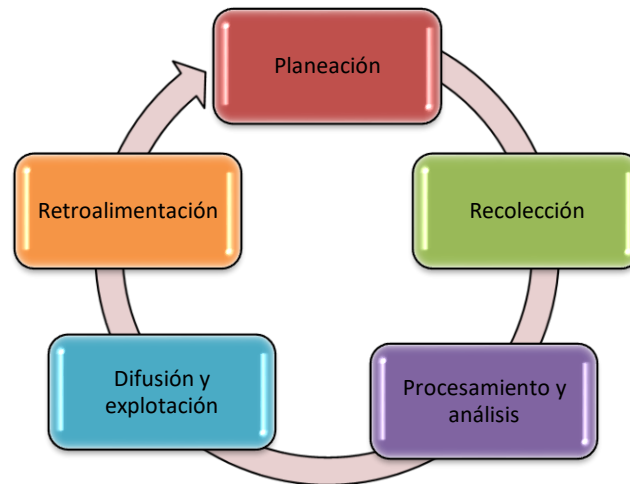 Planeación
Recolección
Procesamiento y
análisis
Difusión y
explotación
Retroalimentación